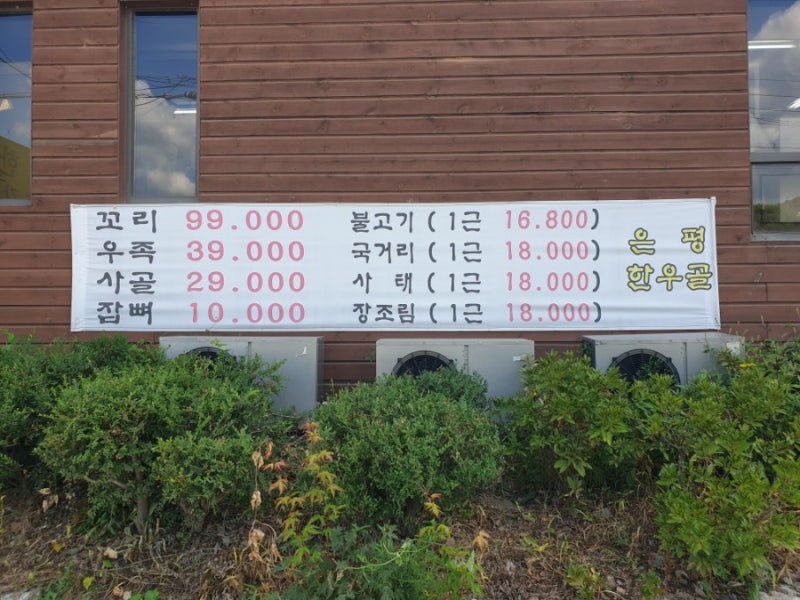 꼬리 99.000
우족 39.000
사골 29.000
잡뼈 10.000
불고기 (1근 16.800)
국거리 (1근 18.000)
사 태 (1근 18.000)
장조림 (1근 18.000)
은 평
한우골